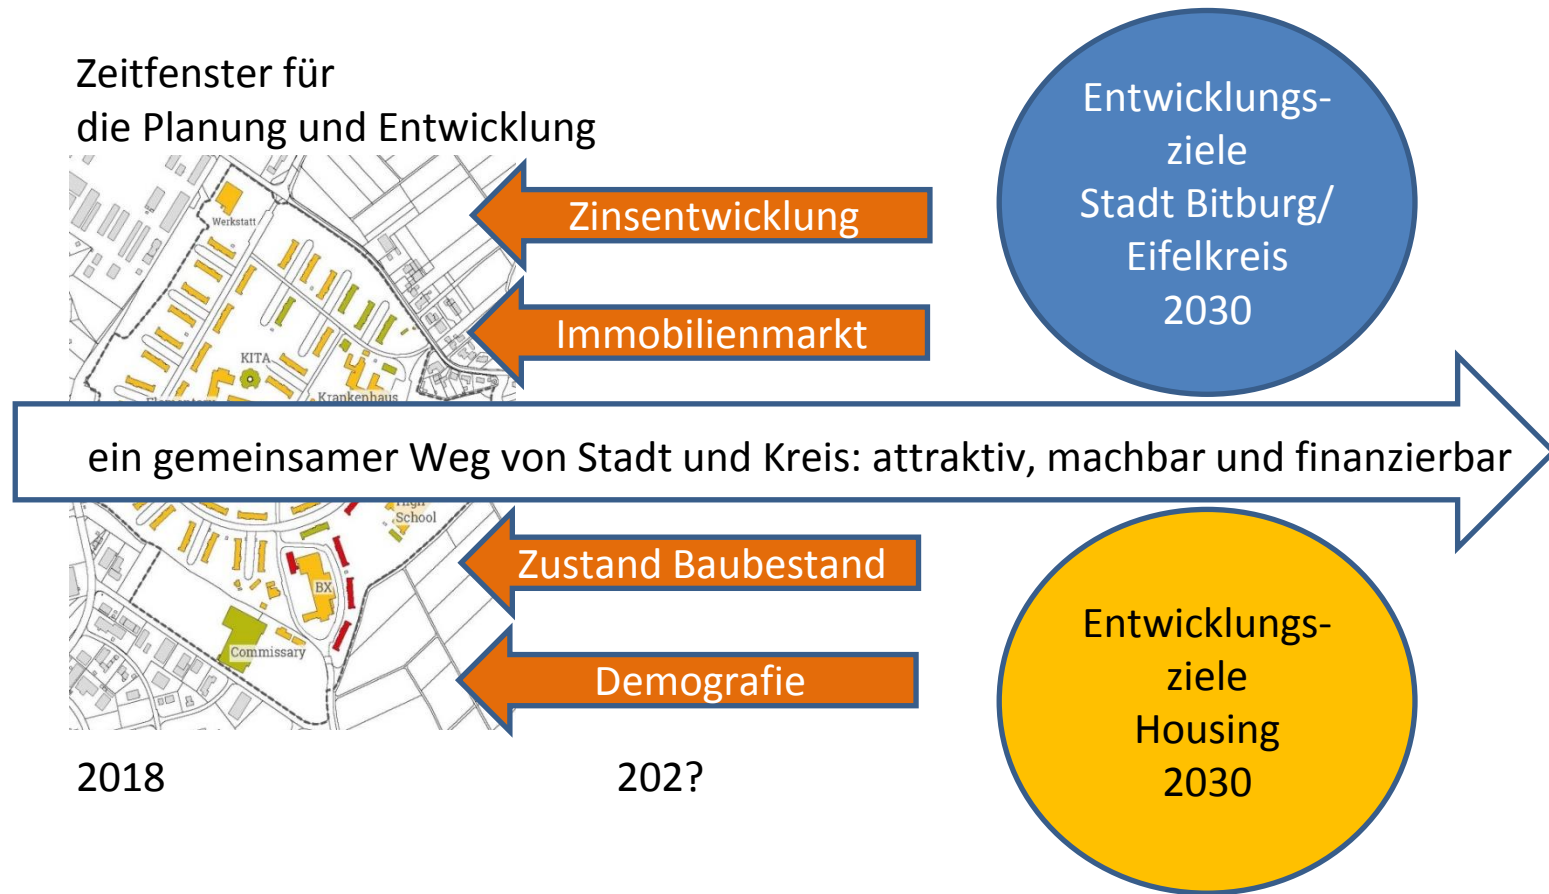 Zeitfenster für
die Planung und Entwicklung
Werkstatt
KITA
Krankenhaus
Zinsentwicklung
Immobilienmarkt
Entwicklungs-
ziele
Stadt Bitburg/
Eifelkreis
2030
ein gemeinsamer Weg von Stadt und Kreis: attraktiv, machbar und finanzierbar
High
School
BX
Commissary
Zustand Baubestand
Demografie
Entwicklungs-
ziele
Housing
2030
2018
202?